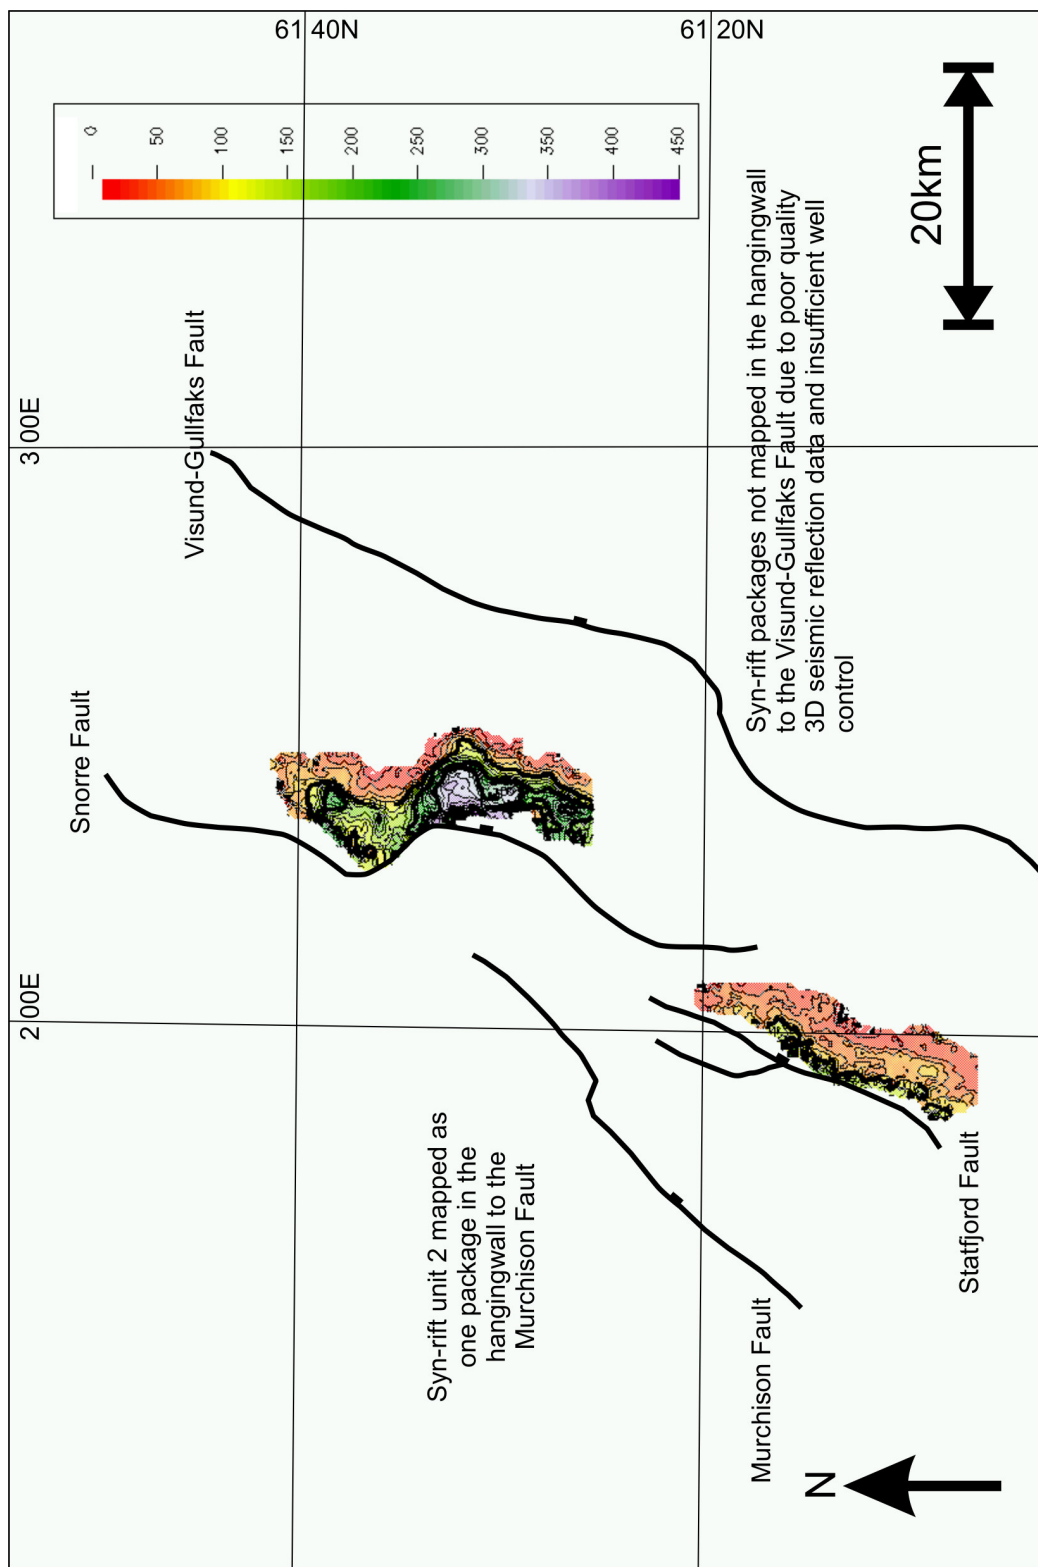 61 40N
61 20N
0
50
100
150
200
250
300
350
400
450
20km
3 00E
2 00E
Visund-Gullfaks Fault
Snorre Fault
Syn-rift packages not mapped in the hangingwall
to the Visund-Gullfaks Fault due to poor quality
3D seismic reflection data and insufficient well
control
Syn-rift unit 2 mapped as
one package in the
hangingwall to the
Murchison Fault
Statfjord Fault
Murchison Fault
N